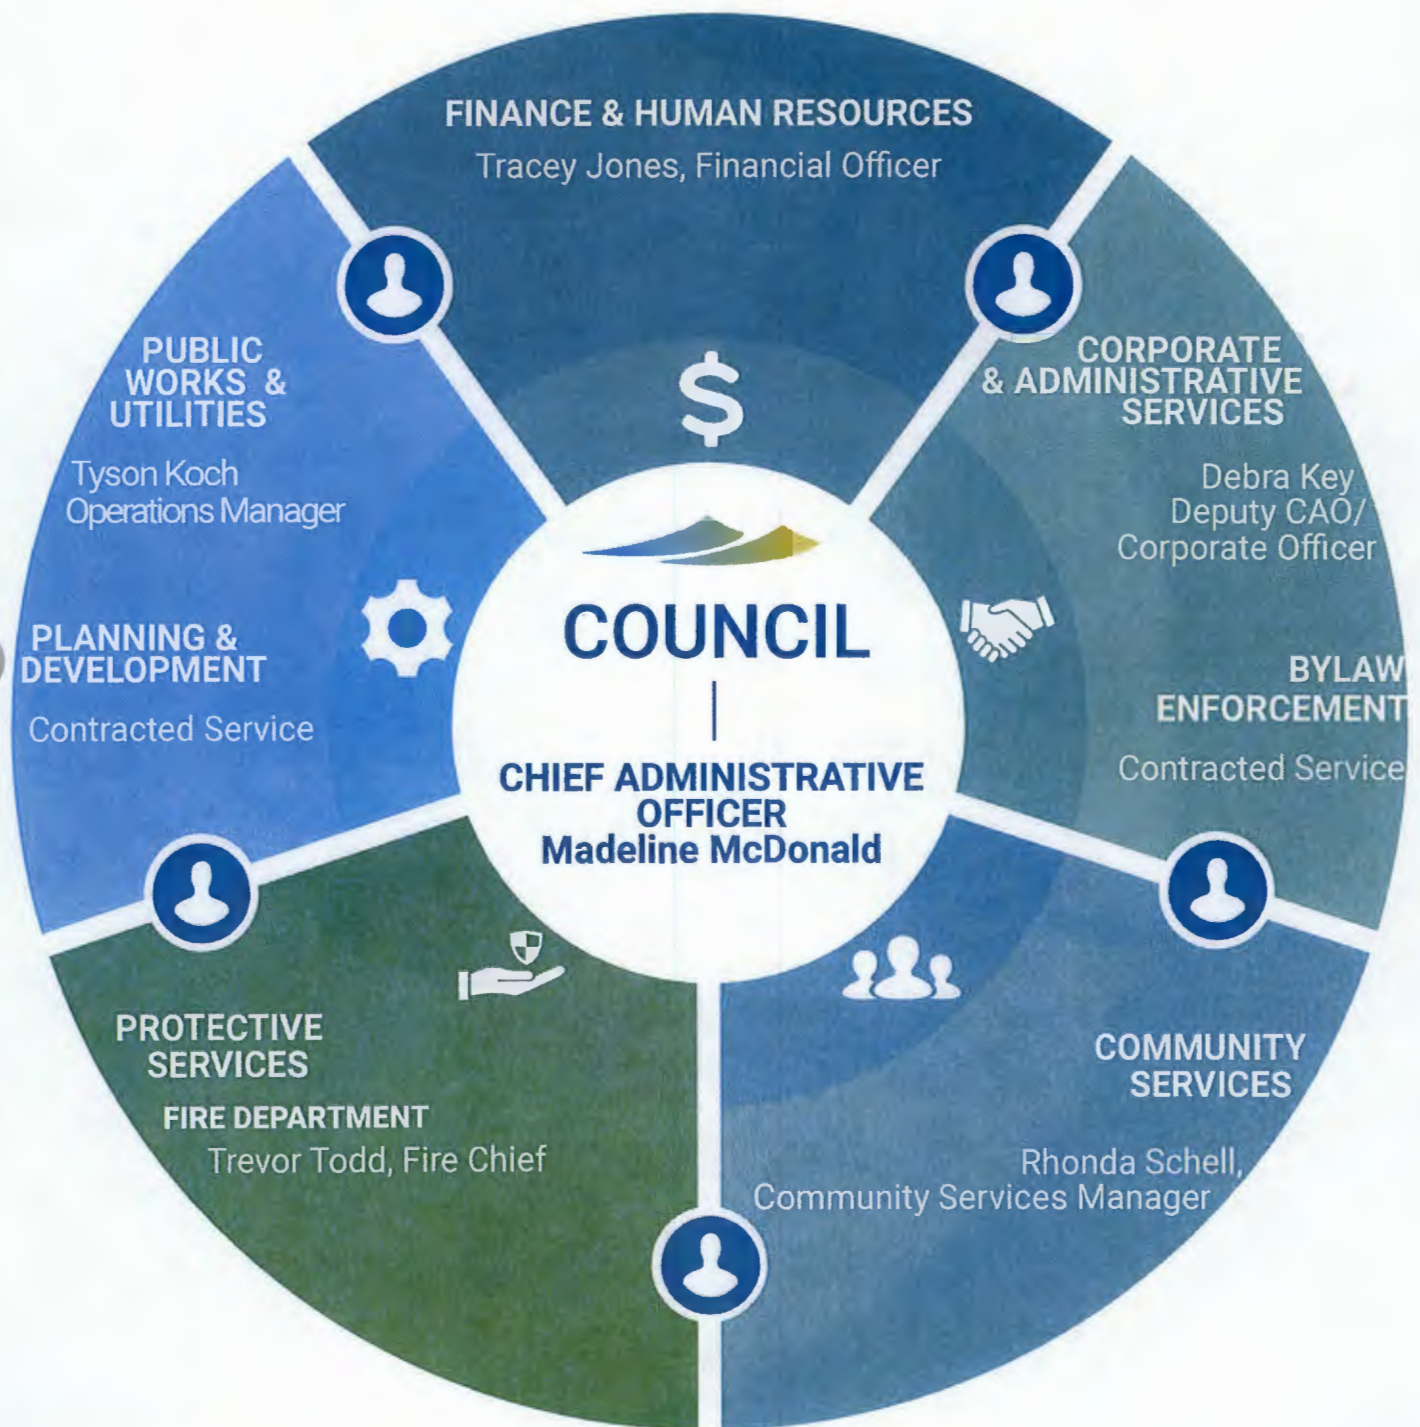 FINANCE & HUMAN RESOURCES
Tracey Jones, Financial Officer
PUBLIC
WORKS &
UTILITIES
Tyson Koch
Operations Manager
PLANNING &
DEVELOPMENT
Contracted Service
CORPORATE
& ADMINISTRATIVE
SERVICES
Debra Key
Deputy CAO/
Corporate Officer
BYLAW
ENFORCEMENT
Contracted Service
$
COUNCIL
CHIEF ADMINISTRATIVE
OFFICER
Madeline McDonald
PROTECTIVE
SERVICES
FIRE DEPARTMENT
Trevor Todd, Fire Chief
COMMUNITY
SERVICES
Rhonda Schell,
Community Services Manager